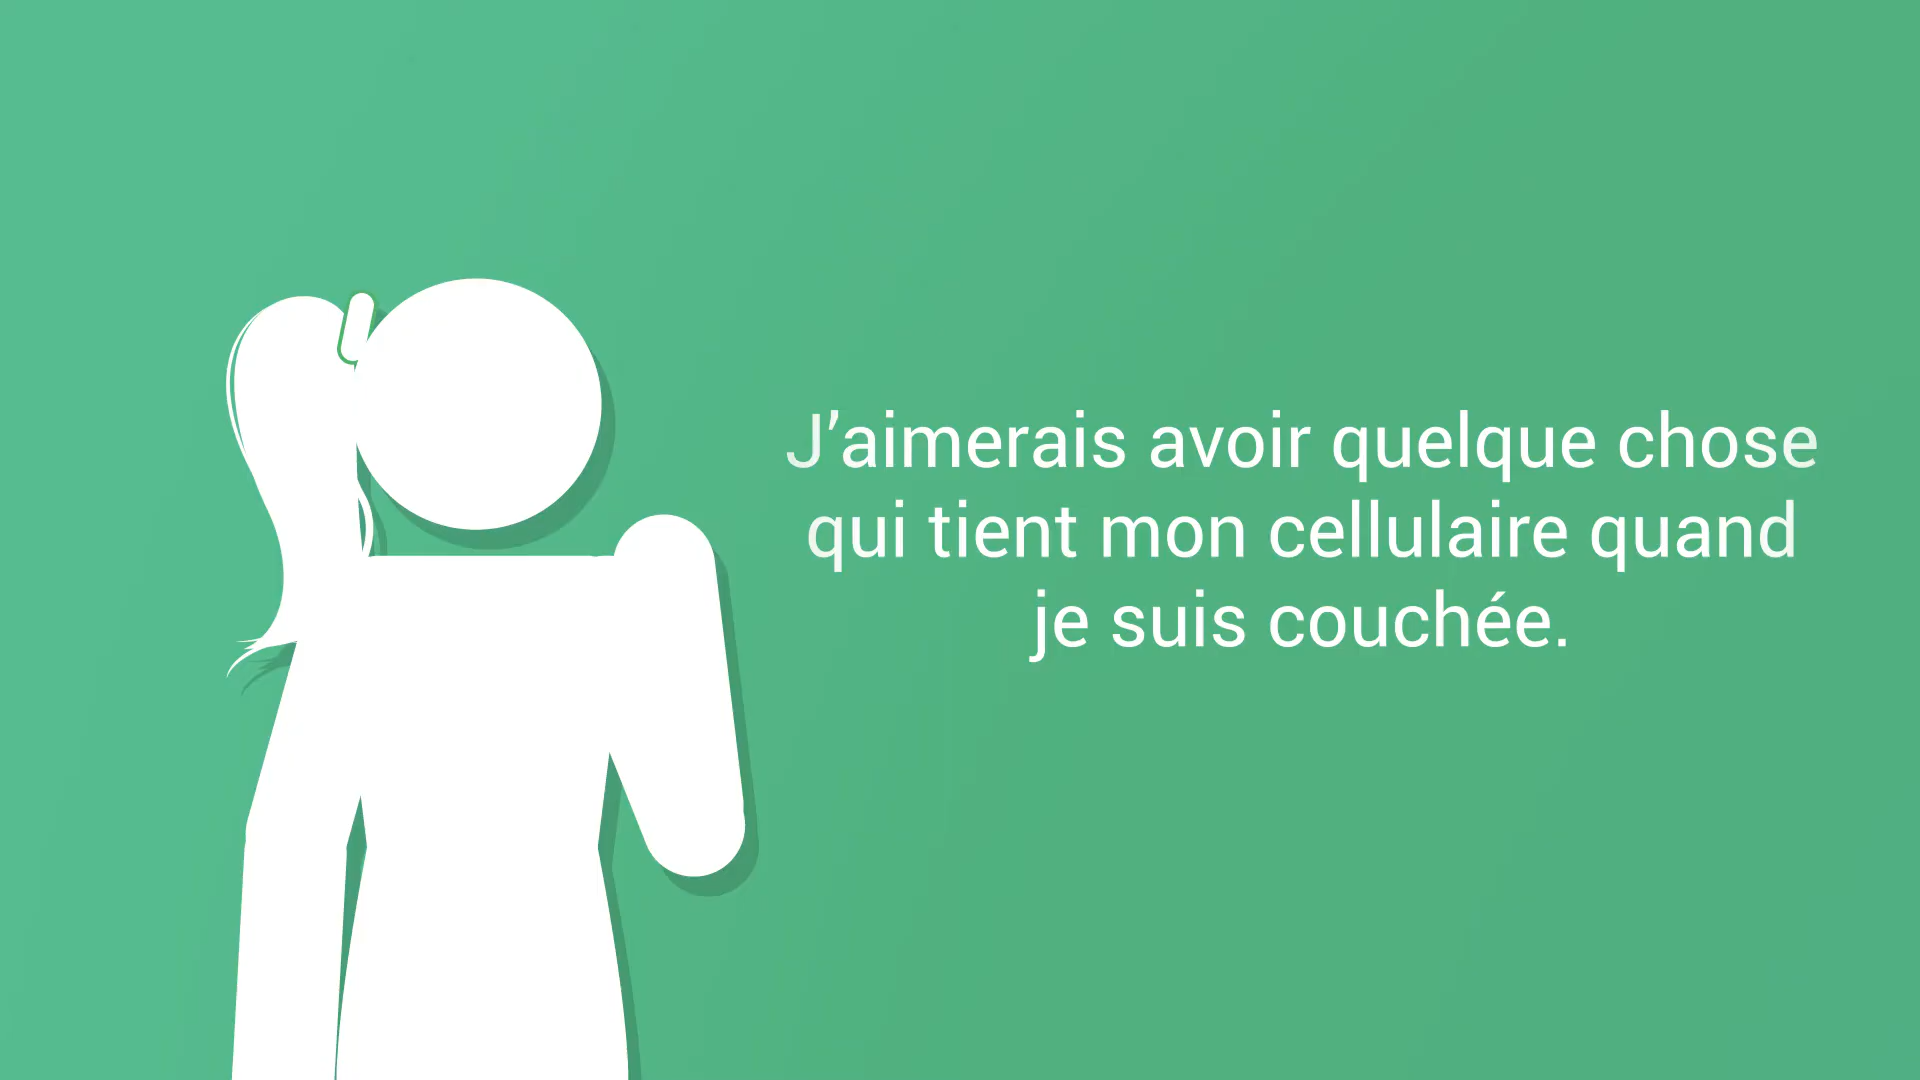 J’aimerais avoir quelque chose
qui tient mon cellulaire quand
je suis couchée.